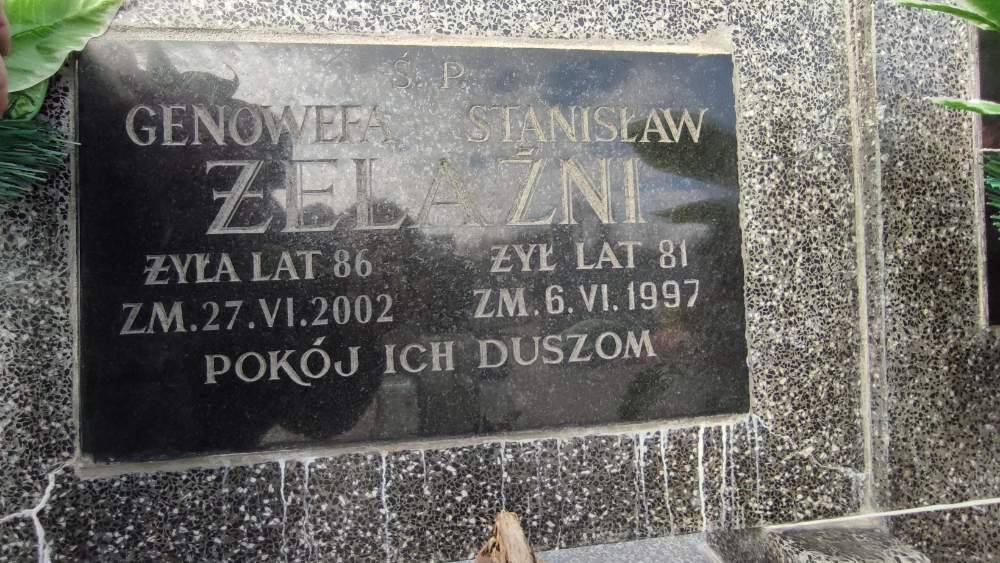 Ś. P.
GENOWEFA STANISŁAW
ŻELAŹNI
ŻYŁA LAT 86 ŻYŁ LAT 81
ZM. 27. VI. 2002 ZM. 6. VI. 1997
POKÓJ ICH DUSZOM